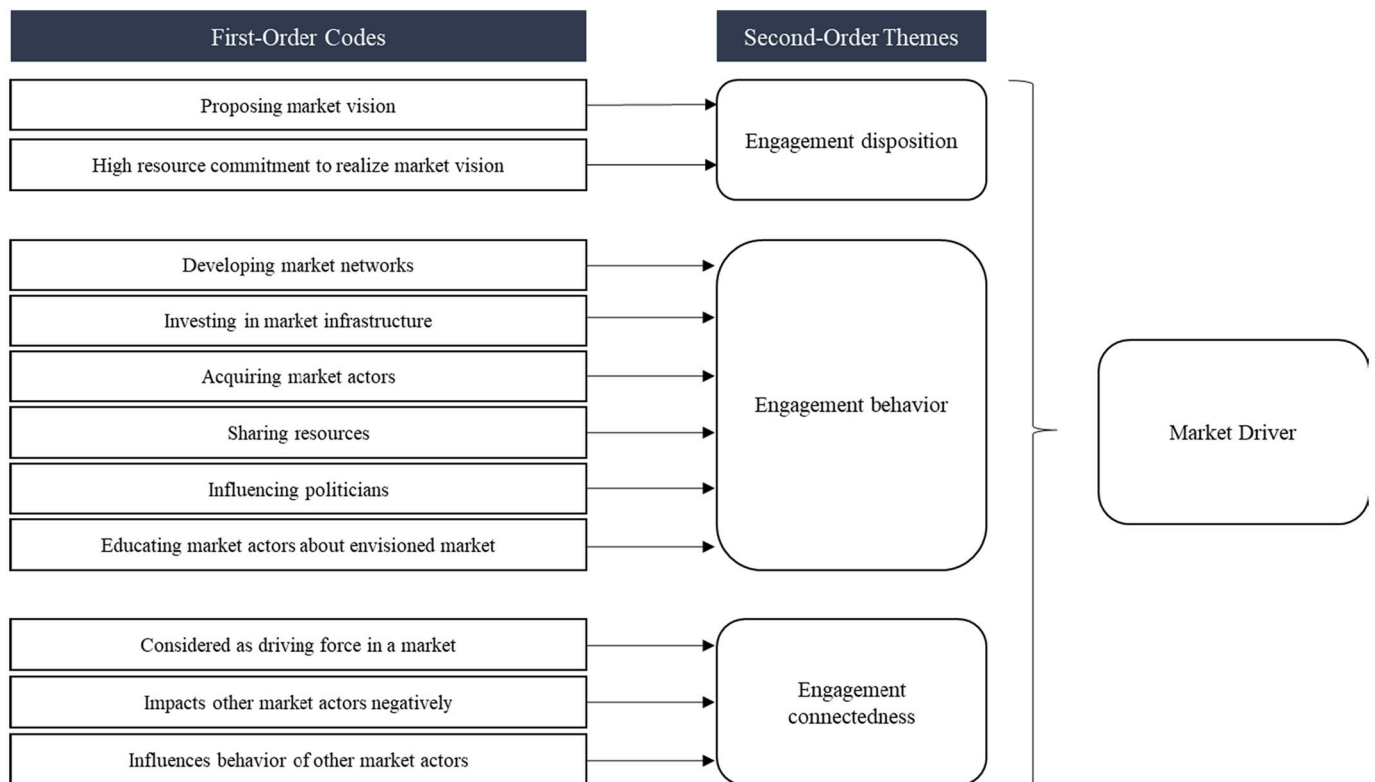 First-Order Codes
Second-Order Themes
Proposing market vision
High resource commitment to realize market vision
Engagement disposition
Developing market networks
Investing in market infrastructure
Acquiring market actors
Sharing resources
Influencing politicians
Educating market actors about envisioned market
Engagement behavior
Market Driver
Considered as driving force in a market
Impacts other market actors negatively
Influences behavior of other market actors
Engagement
connectedness